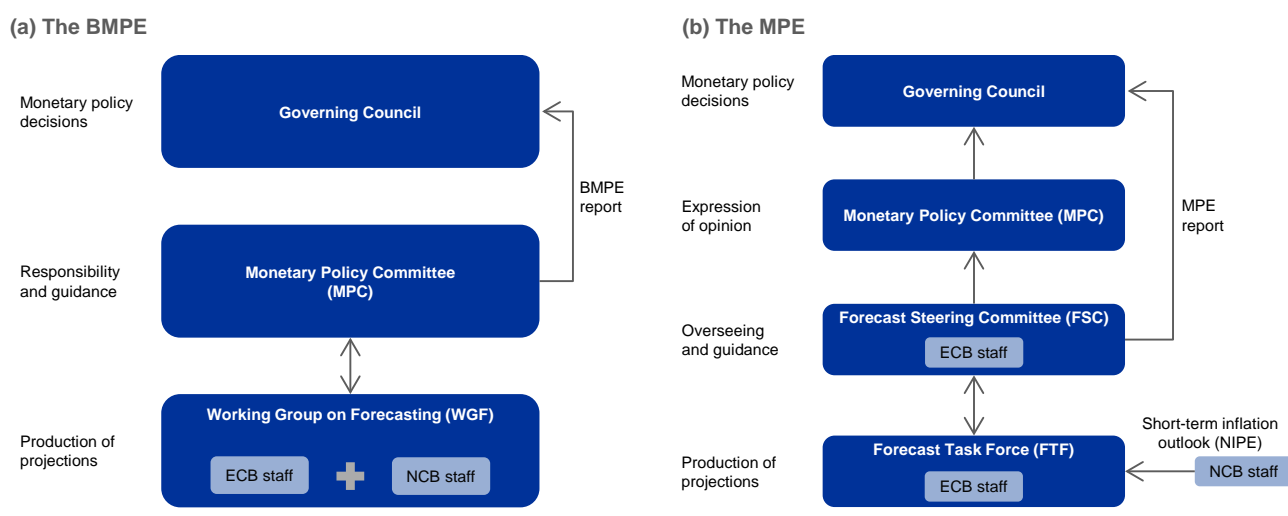 (a) The BMPE
Monetary policy
decisions
Governing Council
BMPE
report
Responsibility
and guidance
Monetary Policy Committee
(MPC)
Production of
projections
Working Group on Forecasting (WGF)
ECB staff
NCB staff
(b) The MPE
Monetary policy
decisions
Governing Council
Expression
of opinion
Monetary Policy Committee (MPC)
MPE
report
Overseeing
and guidance
Forecast Steering Committee (FSC)
ECB staff
Production of
projections
Forecast Task Force (FTF)
ECB staff
Short-term inflation
outlook (NIPE)
NCB staff